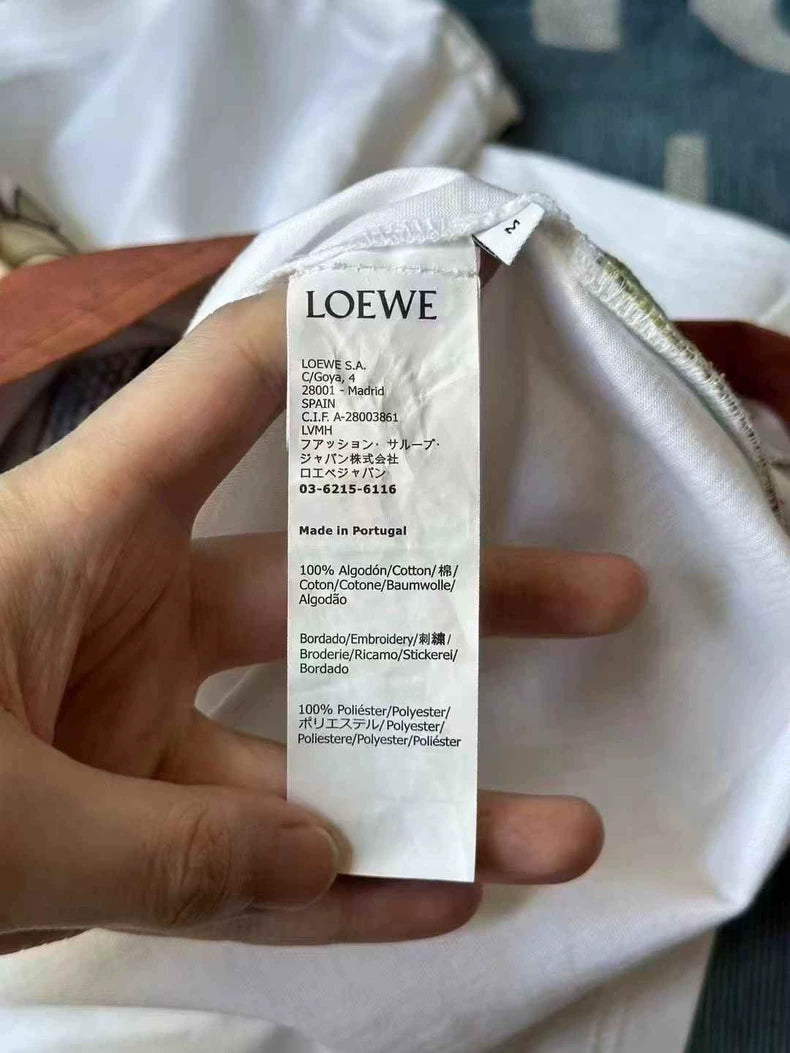 M
LOEWE
LOEWE S.A.
C/Goya, 4
28001 - Madrid
SPAIN
C.I.F. A-28003861
LVMH
フアッション・サループ・
ジャパン株式会社
ロエベジャパン
03-6215-6116
Made in Portugal
100% Algodón/Cotton/棉/
Coton/Cotone/Baumwolle/
Algodão
Bordado/Embroidery/刺繍/
Broderie/Ricamo/Stickerei/
Bordado
100% Poliéster/Polyester/
ポリエステル/Polyester/
Poliestere/Polyester/Poliéster